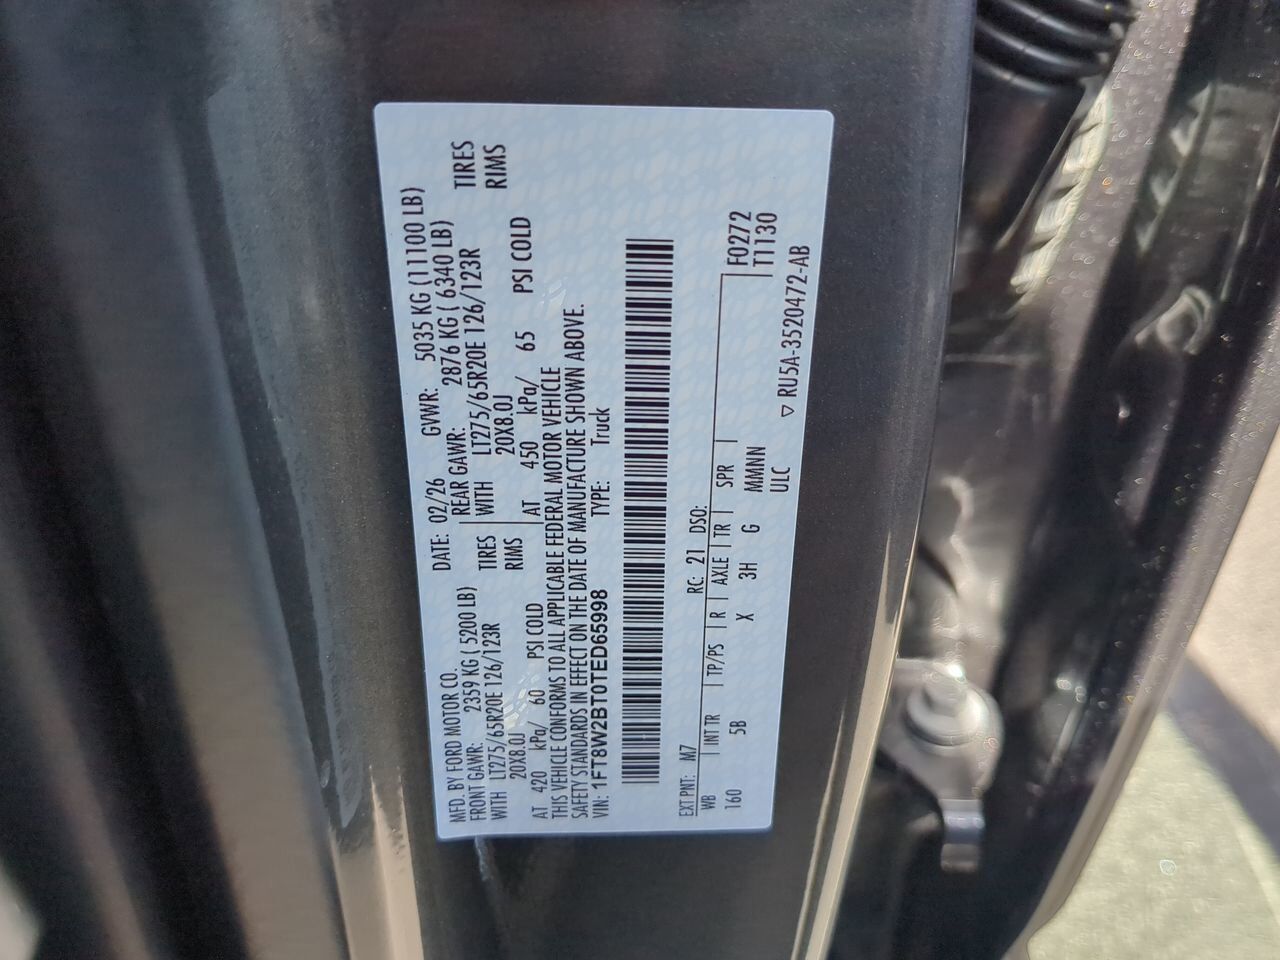 MFD. BY FORD MOTOR CO. DATE: 02/26 GVWR: 5035 KG (11100 LB)
FRONT GAWR: 2359 KG ( 5200 LB) REAR GAWR: 2876 KG ( 6340 LB)
WITH LT275/65R20E 126/123R TIRES WITH LT275/65R20E 126/123R TIRES
20X8.0J RIMS 20X8.0J RIMS
AT 420 kPa/ 60 PSI COLD AT 450 kPa/ 65 PSI COLD
THIS VEHICLE CONFORMS TO ALL APPLICABLE FEDERAL MOTOR VEHICLE
SAFETY STANDARDS IN EFFECT ON THE DATE OF MANUFACTURE SHOWN ABOVE.
VIN: 1FT8W2BT0TED65998 TYPE: Truck
EXT PNT: M7 RC: 21 DSO:
WB INT TR TP/PS R AXLE TR SPR F0272
160 5B X 3H G MMNN T1130
ULC
▽ RU5A-3520472-AB